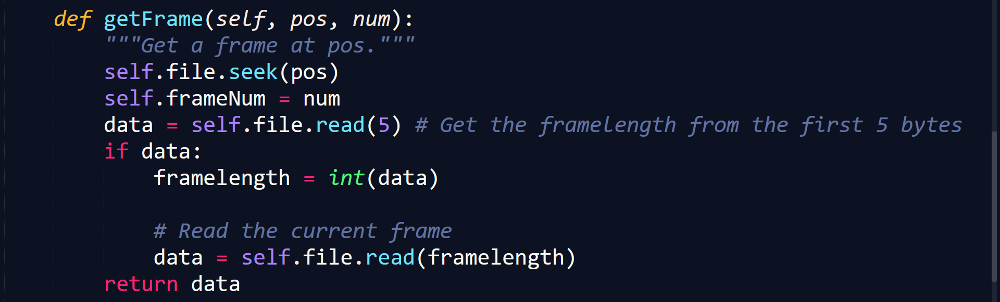 def getFrame(self, pos, num):
"""Get a frame at pos."""
self.file.seek(pos)
self.frameNum = num
data = self.file.read(5) # Get the framelength from the first 5 bytes
if data:
framelength = int(data)
# Read the current frame
data = self.file.read(framelength)
return data